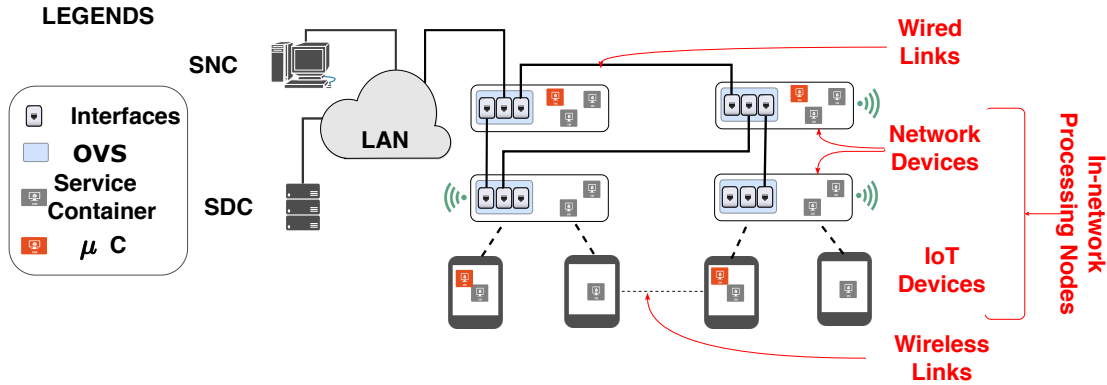 LEGENDS
Interfaces
OVS
Service
Container
μ C
SNC
SDC
LAN
Wired
Links
Network
Devices
IoT
Devices
Wireless
Links
In-network
Processing Nodes